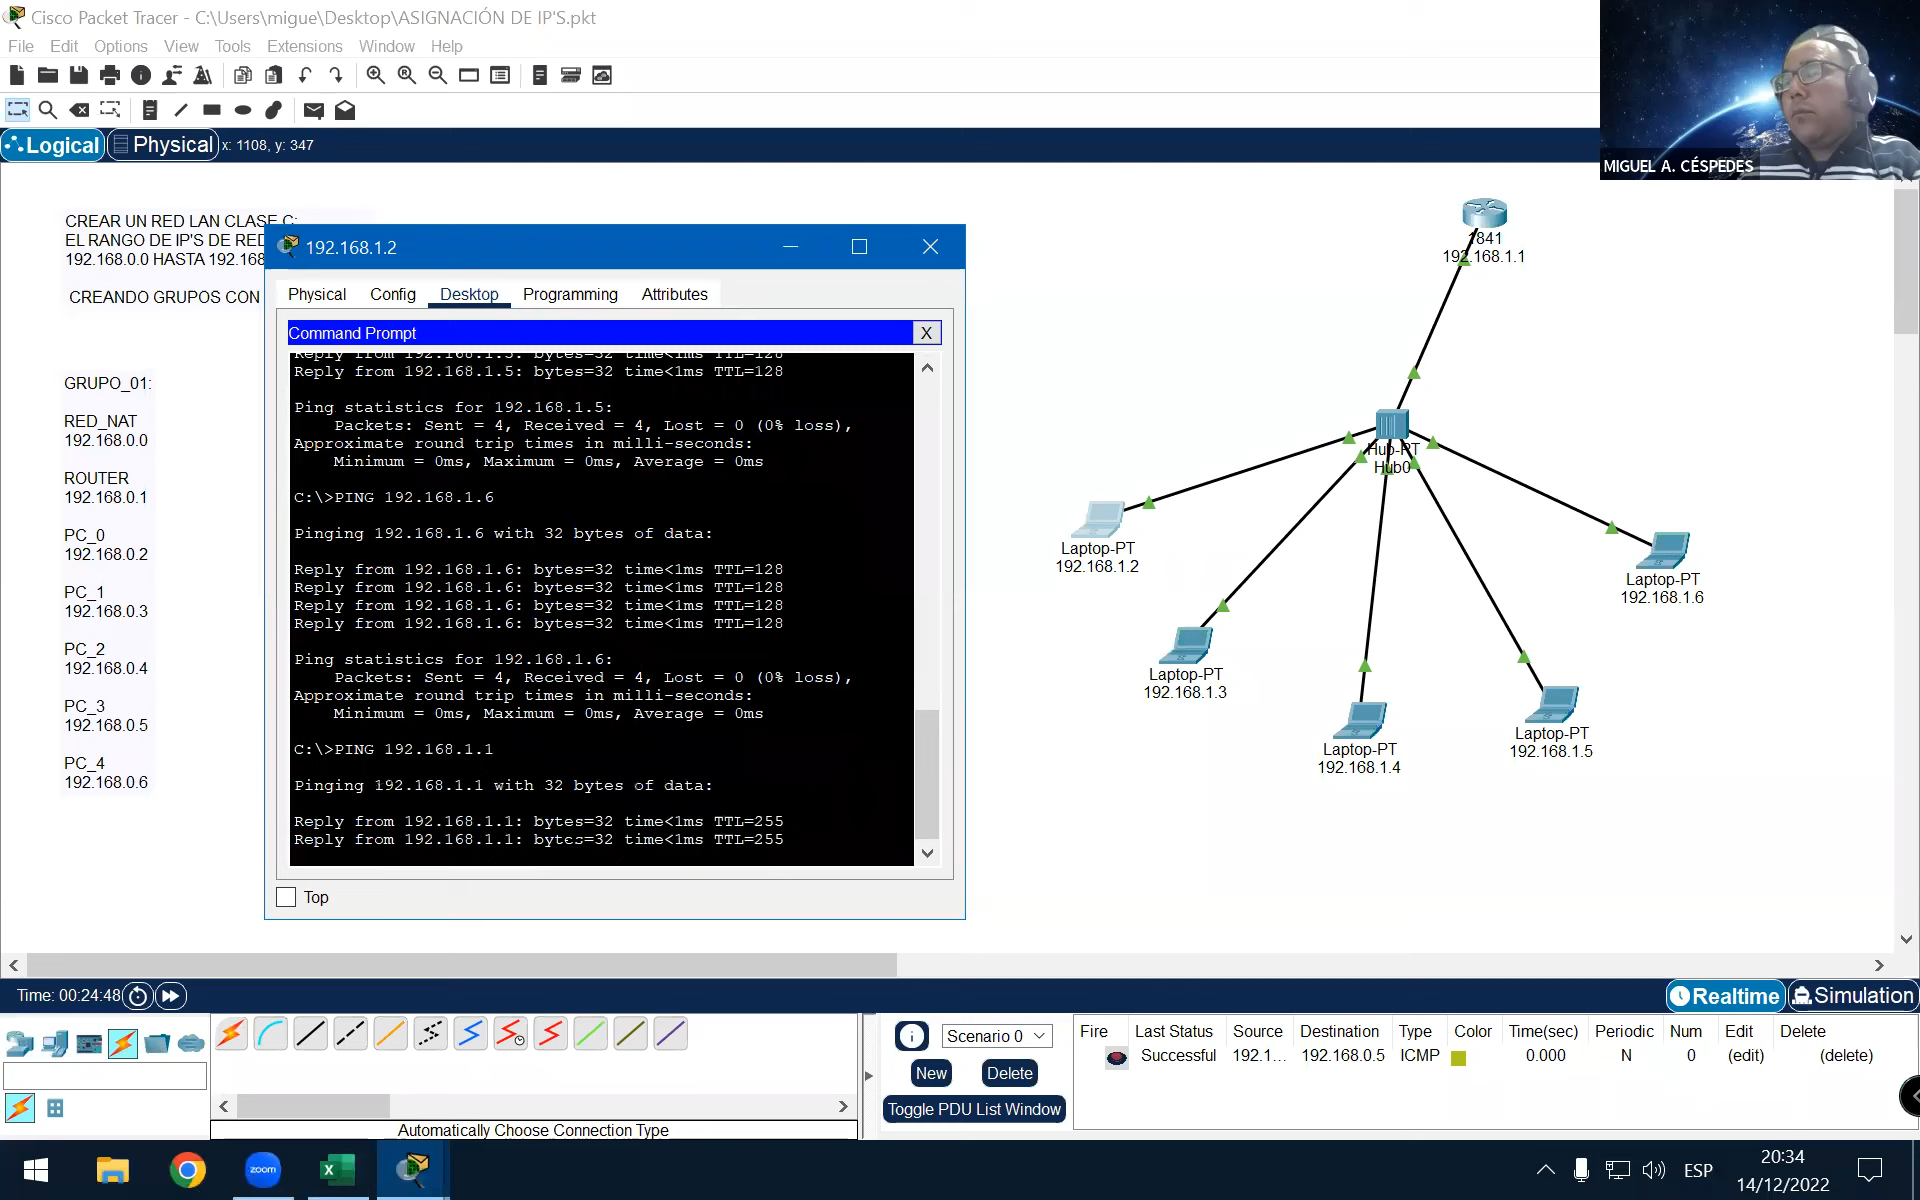 Cisco Packet Tracer - C:\Users\migue\Desktop\ASIGNACIÓN DE IP'S.pkt
File Edit Options View Tools Extensions Window Help
Logical Physical x: 1108, y: 347
MIGUEL A. CÉSPEDES
CREAR UN RED LAN CLASE C:
EL RANGO DE IP'S DE RED
192.168.0.0 HASTA 192.168
CREANDO GRUPOS CON
GRUPO_01:
RED_NAT
192.168.0.0
ROUTER
192.168.0.1
PC_0
192.168.0.2
PC_1
192.168.0.3
PC_2
192.168.0.4
PC_3
192.168.0.5
PC_4
192.168.0.6
192.168.1.2
Physical Config Desktop Programming Attributes
Command Prompt X
Reply from 192.168.1.5: bytes=32 time<1ms TTL=128
Reply from 192.168.1.5: bytes=32 time<1ms TTL=128
Ping statistics for 192.168.1.5:
Packets: Sent = 4, Received = 4, Lost = 0 (0% loss),
Approximate round trip times in milli-seconds:
Minimum = 0ms, Maximum = 0ms, Average = 0ms
C:\>PING 192.168.1.6
Pinging 192.168.1.6 with 32 bytes of data:
Reply from 192.168.1.6: bytes=32 time<1ms TTL=128
Reply from 192.168.1.6: bytes=32 time<1ms TTL=128
Reply from 192.168.1.6: bytes=32 time<1ms TTL=128
Reply from 192.168.1.6: bytes=32 time<1ms TTL=128
Ping statistics for 192.168.1.6:
Packets: Sent = 4, Received = 4, Lost = 0 (0% loss),
Approximate round trip times in milli-seconds:
Minimum = 0ms, Maximum = 0ms, Average = 0ms
C:\>PING 192.168.1.1
Pinging 192.168.1.1 with 32 bytes of data:
Reply from 192.168.1.1: bytes=32 time<1ms TTL=255
Reply from 192.168.1.1: bytes=32 time<1ms TTL=255
Top
1841
192.168.1.1
Hub-PT
Hub0
Laptop-PT
192.168.1.2
Laptop-PT
192.168.1.3
Laptop-PT
192.168.1.4
Laptop-PT
192.168.1.5
Laptop-PT
192.168.1.6
Time: 00:24:48
Realtime Simulation
Automatically Choose Connection Type
Scenario 0
New Delete
Toggle PDU List Window
Fire Last Status Source Destination Type Color Time(sec) Periodic Num Edit Delete
Successful 192.1... 192.168.0.5 ICMP 0.000 N 0 (edit) (delete)
zoom
ESP
20:34
14/12/2022